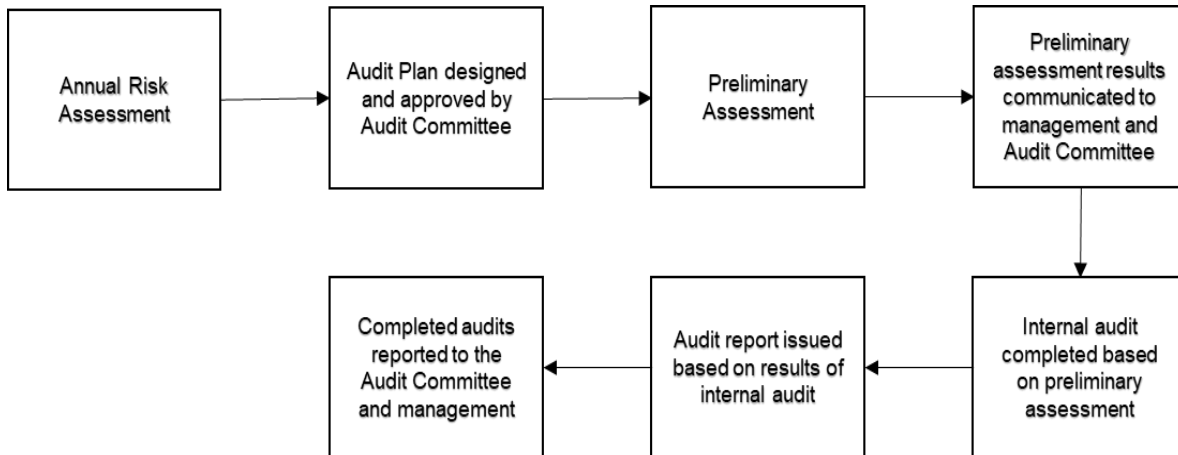 Annual Risk
Assessment
Audit Plan designed
and approved by
Audit Committee
Preliminary
Assessment
Preliminary
assessment results
communicated to
management and
Audit Committee
Internal audit
completed based
on preliminary
assessment
Audit report issued
based on results of
internal audit
Completed audits
reported to the
Audit Committee
and management